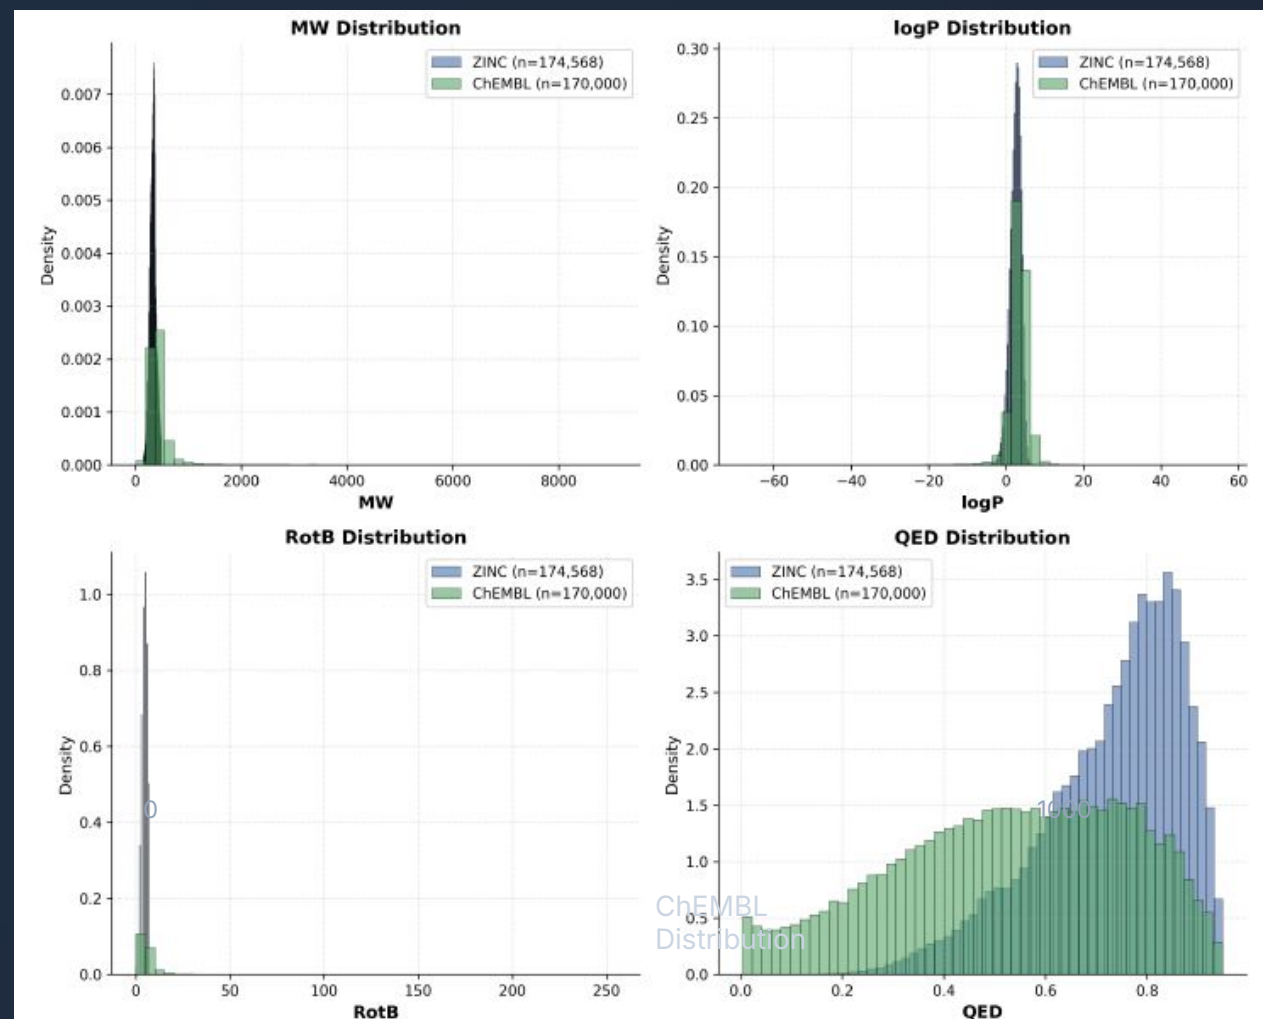 MW Distribution
ZINC (n=174,568)
ChEMBL (n=170,000)
0.007
0.006
0.005
0.004
0.003
0.002
0.001
0.000
Density
0
2000
4000
6000
8000
MW
logP Distribution
ZINC (n=174,568)
ChEMBL (n=170,000)
0.30
0.25
0.20
0.15
0.10
0.05
0.00
Density
−60
−40
−20
0
20
40
60
logP
RotB Distribution
ZINC (n=174,568)
ChEMBL (n=170,000)
1.0
0.8
0.6
0.4
0.2
0.0
Density
0
0
50
100
150
200
250
RotB
QED Distribution
ZINC (n=174,568)
ChEMBL (n=170,000)
3.5
3.0
2.5
2.0
1.5
1.0
0.5
0.0
Density
ChEMBL
Distribution
0.0
0.2
0.4
0.6
0.8
QED